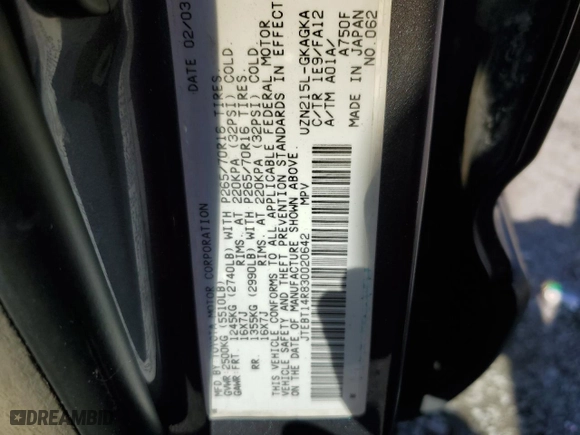 MFD BY TOYOTA MOTOR CORPORATION DATE 02/03
GVWR 2500KG (5510LB)
GAWR FRT 1245KG (2740LB) WITH P265/70R16 TIRES,
16X7J RIMS. AT 220KPA (32PSI) COLD.
RR. 1355KG (2990LB) WITH P265/70R16 TIRES,
16X7J RIMS. AT 220KPA (32PSI) COLD.
THIS VEHICLE CONFORMS TO ALL APPLICABLE FEDERAL MOTOR
VEHICLE SAFETY AND THEFT PREVENTION STANDARDS IN EFFECT
ON THE DATE OF MANUFACTURE SHOWN ABOVE.
JTEBT14R830020642 MPV
UZN215L-GKAGKA
C/TR 1E9/FA12
A/TM A01A/
A750F
MADE IN JAPAN
NO.062
© DREAMBID